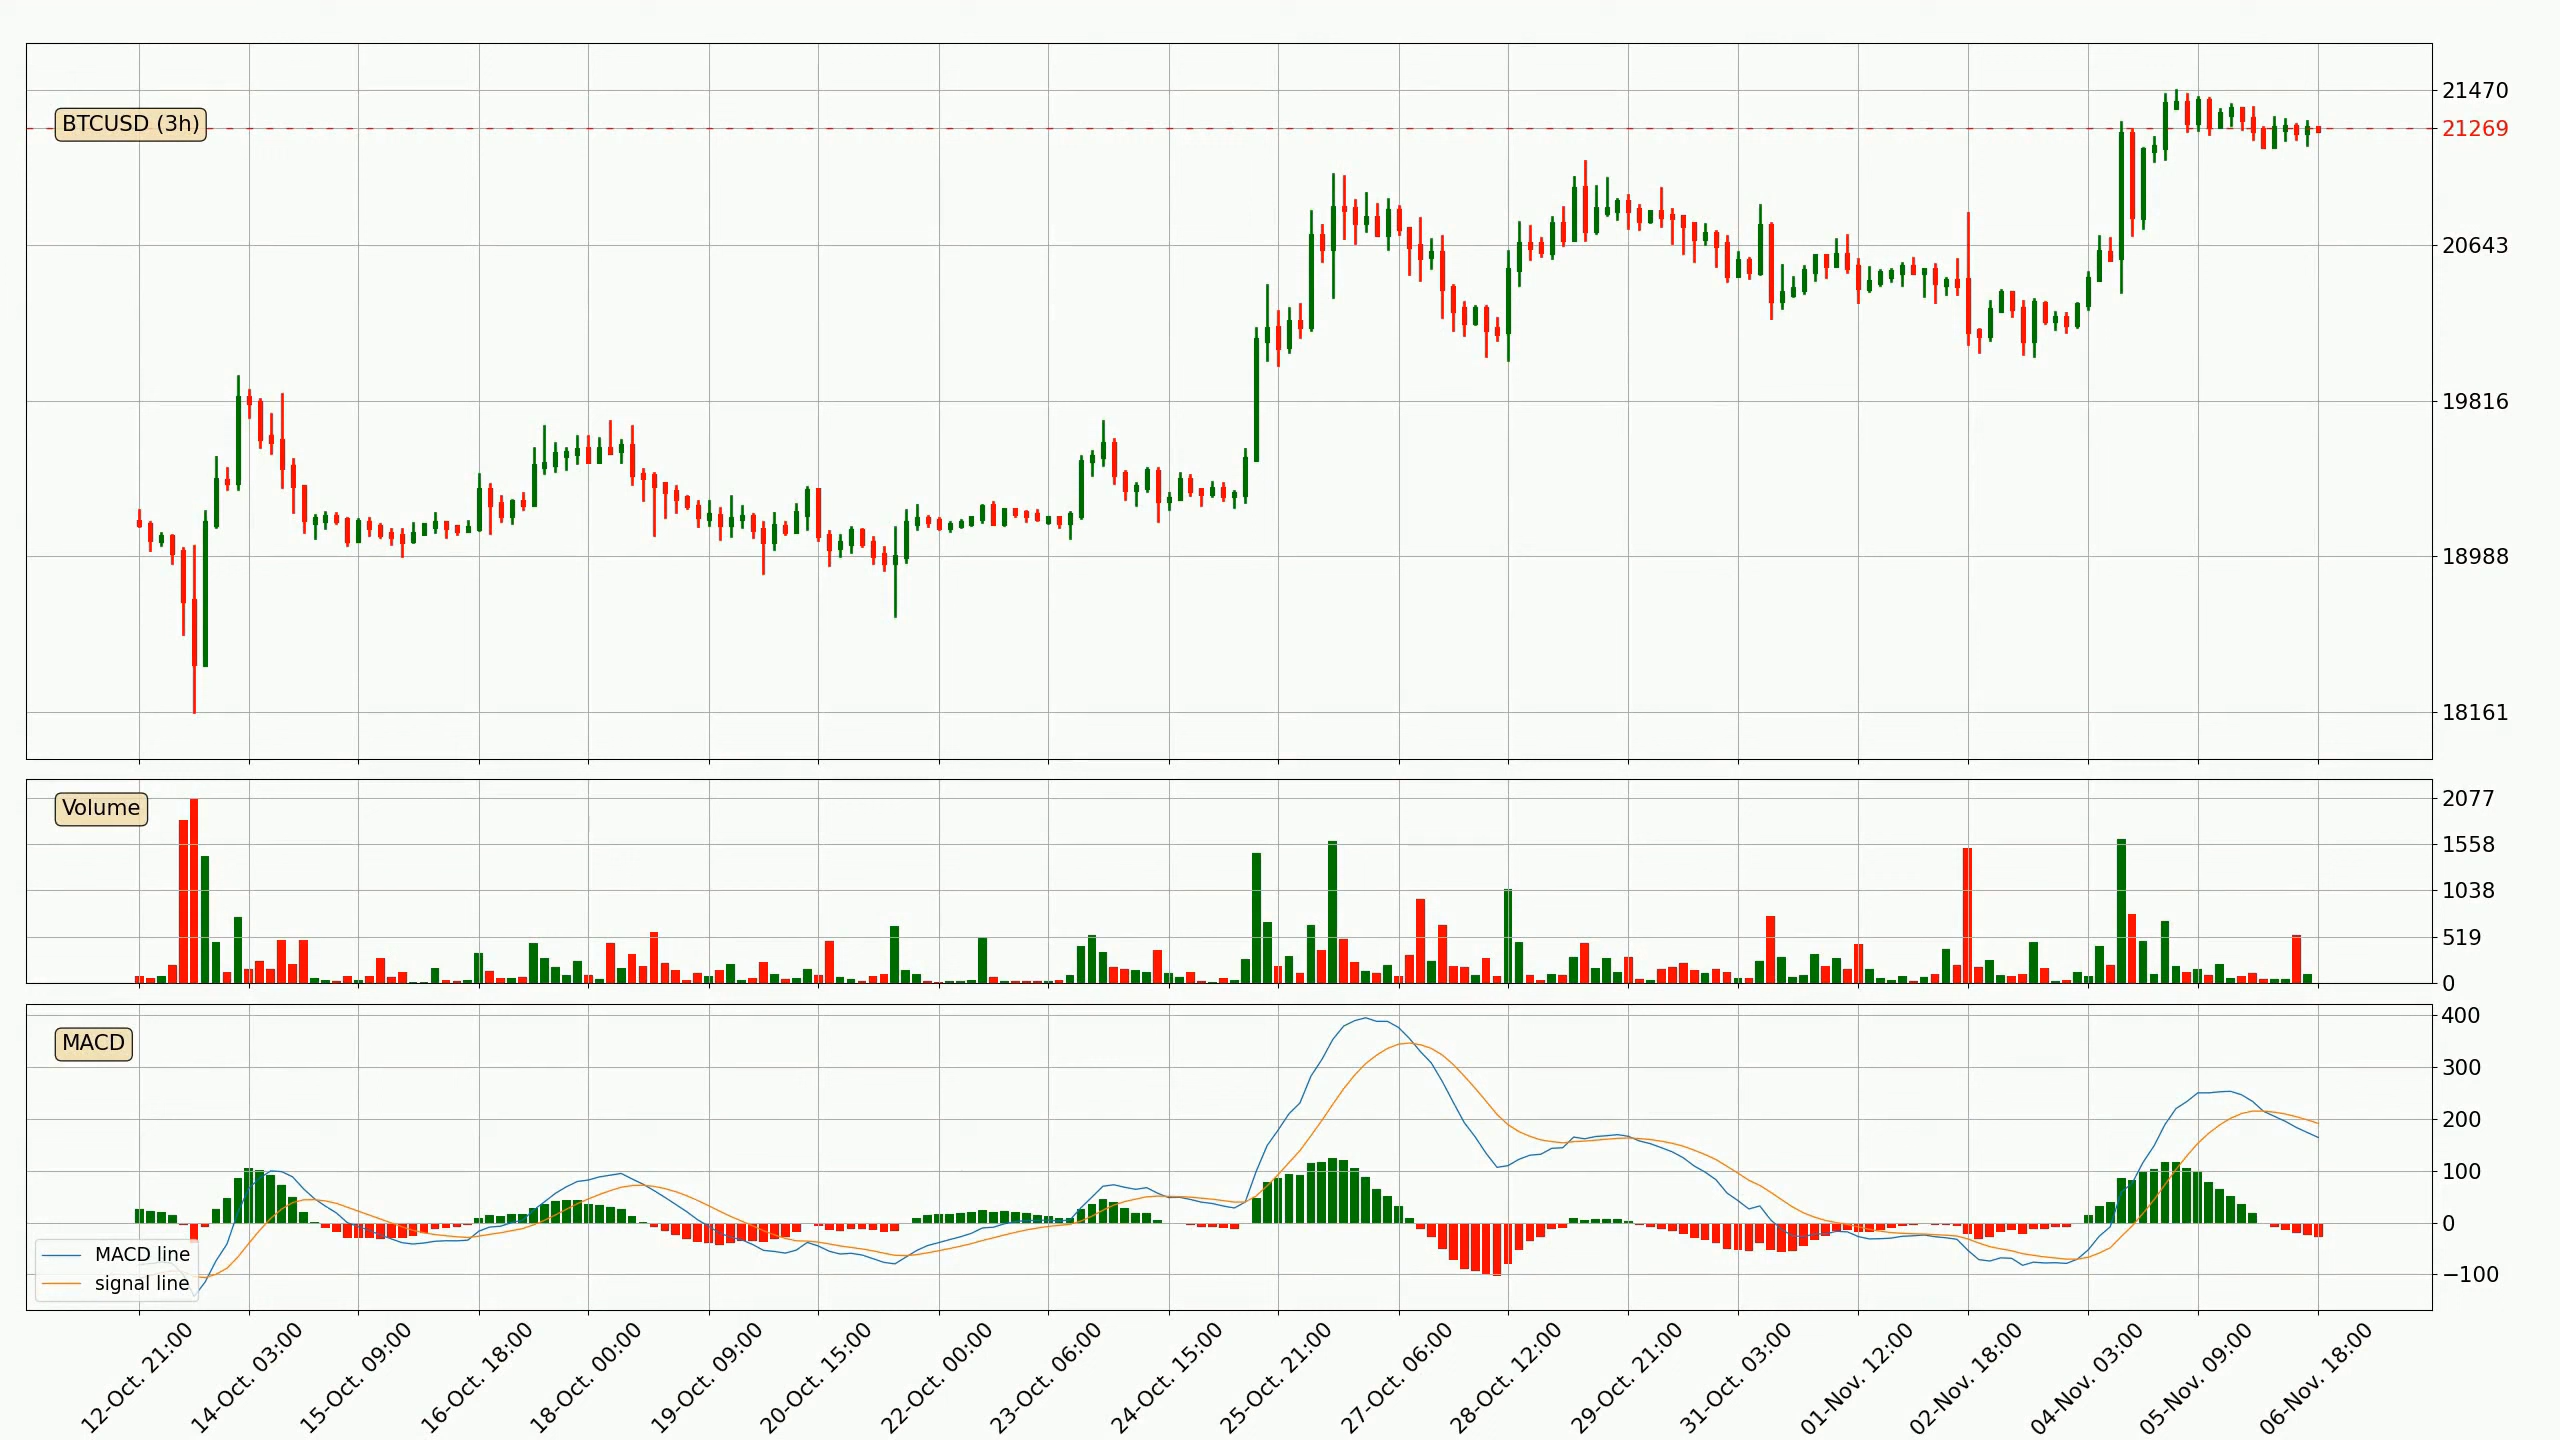 BTCUSD (3h)
21470
21269
20643
19816
18988
18161
Volume
2077
1558
1038
519
0
MACD
400
300
200
100
0
−100
MACD line
signal line
12-Oct. 21:00
14-Oct. 03:00
15-Oct. 09:00
16-Oct. 18:00
18-Oct. 00:00
19-Oct. 09:00
20-Oct. 15:00
22-Oct. 00:00
23-Oct. 06:00
24-Oct. 15:00
25-Oct. 21:00
27-Oct. 06:00
28-Oct. 12:00
29-Oct. 21:00
31-Oct. 03:00
01-Nov. 12:00
02-Nov. 18:00
04-Nov. 03:00
05-Nov. 09:00
06-Nov. 18:00